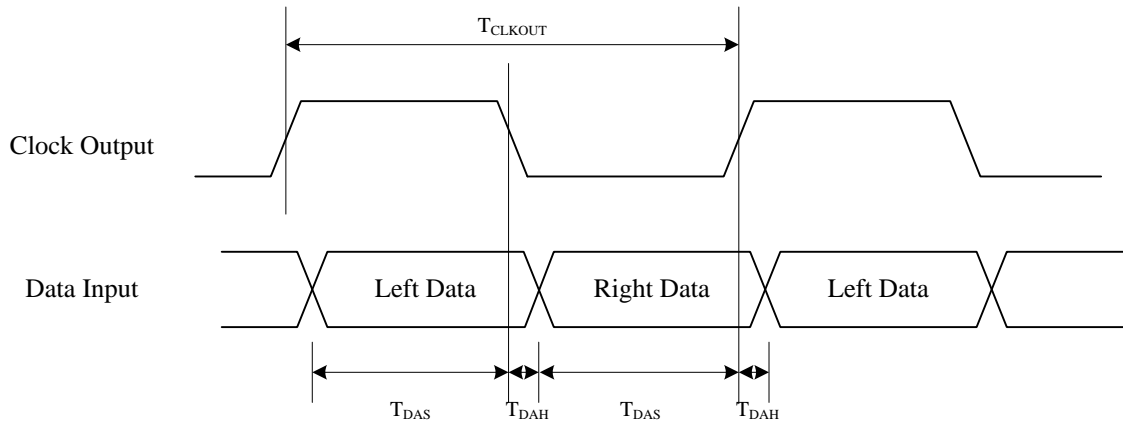 TCLKOUT
Clock Output
Data Input
Left Data
Right Data
Left Data
TDAS
TDAH
TDAS
TDAH